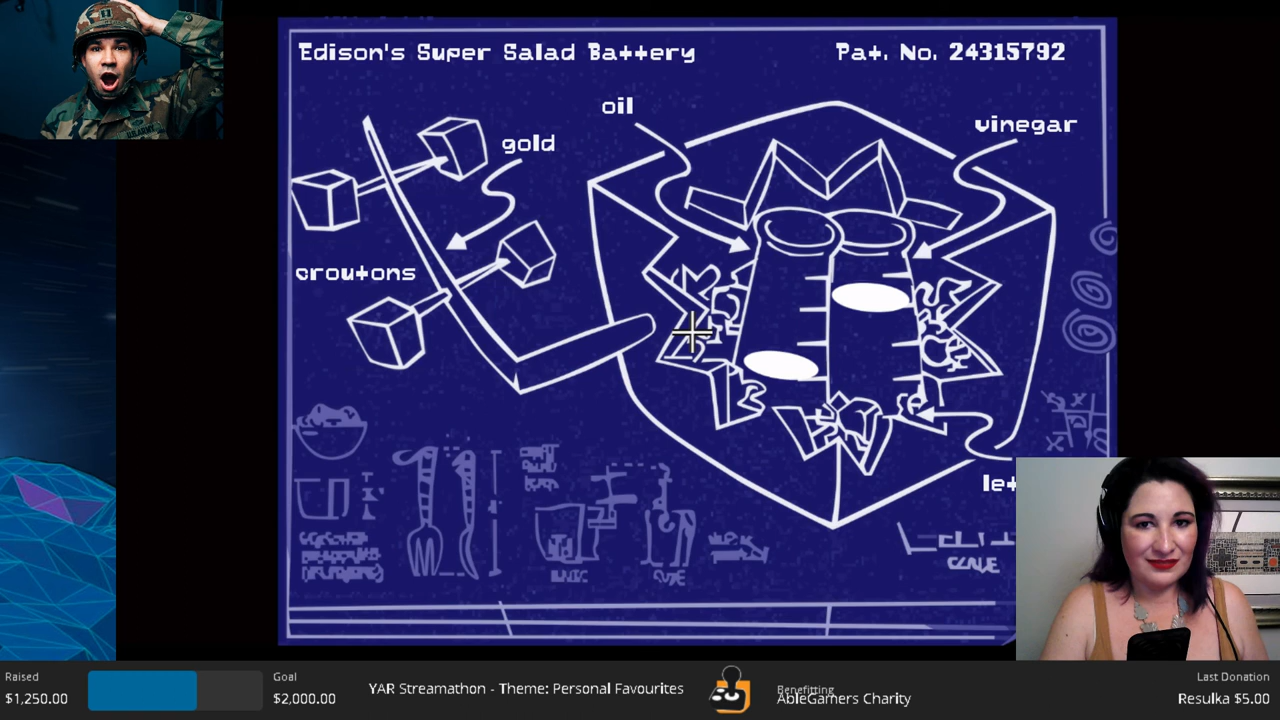 Edison's Super Salad Battery
Pat. No. 24315792
oil
vinegar
gold
croutons
SCALE
Raised
$1,250.00
Goal
$2,000.00
YAR Streamathon - Theme: Personal Favourites
Benefitting
AbleGamers Charity
Last Donation
Resulka $5.00